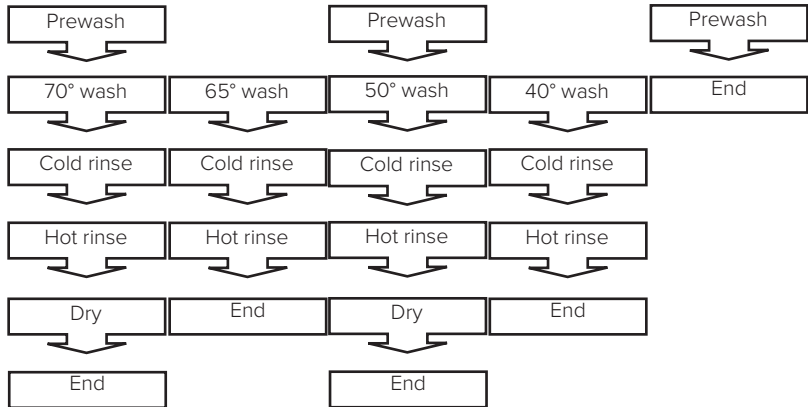 Prewash Prewash Prewash
70° wash 65° wash 50° wash 40° wash End
Cold rinse Cold rinse Cold rinse Cold rinse
Hot rinse Hot rinse Hot rinse Hot rinse
Dry End Dry End
End End